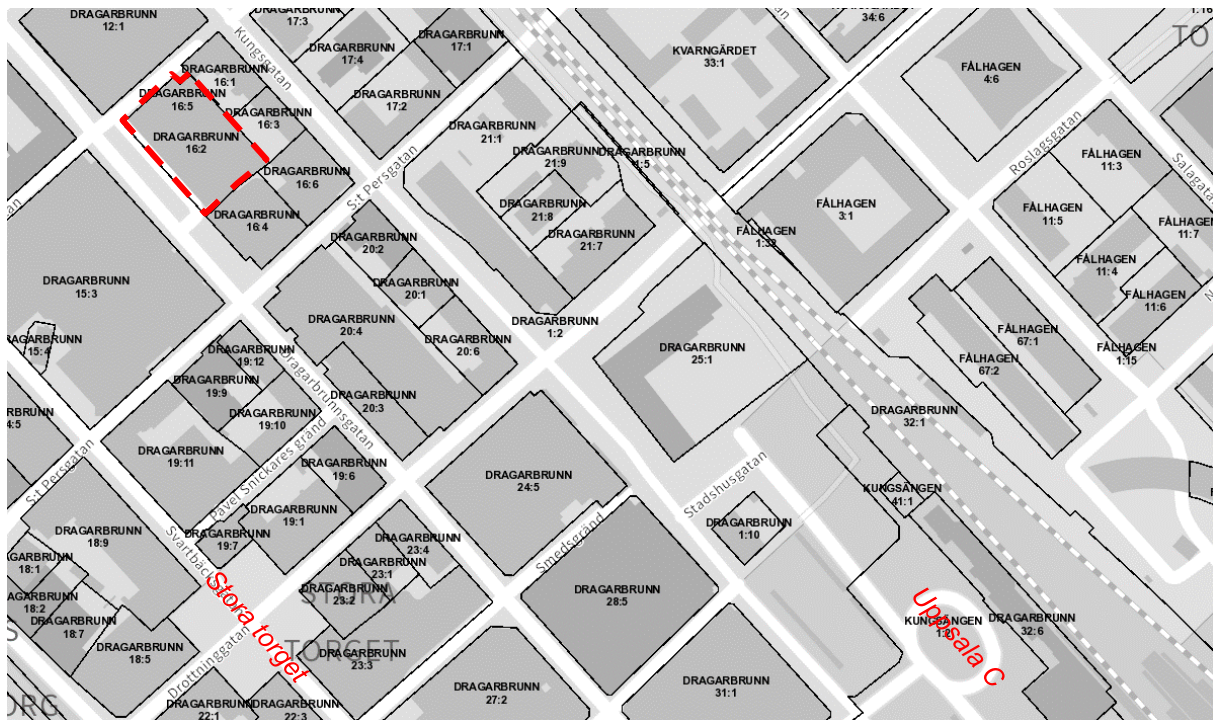 DRAGARBRUNN
12:1
DRAGARBRUNN
17:3
DRAGARBRUNN
17:4
DRAGARBRUNN
17:1
DRAGARBRUNN
17:2
KVARNGÄRDET
33:1
34:6
1:16
TO
FÅLHAGEN
4:6
Kungsgatan
DRAGARBRUNN
16:1
DRAGARBRUNN
16:5
DRAGARBRUNN
16:3
DRAGARBRUNN
16:2
DRAGARBRUNN
16:6
DRAGARBRUNN
16:4
S:t Persgatan
DRAGARBRUNN
21:1
DRAGARBRUNN
21:9
DRAGARBRUNN
1:5
DRAGARBRUNN
21:8
DRAGARBRUNN
21:7
FÅLHAGEN
3:1
FÅLHAGEN
1:32
Roslagsgatan
FÅLHAGEN
11:3
FÅLHAGEN
11:5
FÅLHAGEN
11:7
FÅLHAGEN
11:4
FÅLHAGEN
11:6
DRAGARBRUNN
15:3
DRAGARBRUNN
15:4
DRAGARBRUNN
20:2
DRAGARBRUNN
20:1
DRAGARBRUNN
20:4
DRAGARBRUNN
20:6
DRAGARBRUNN
20:3
DRAGARBRUNN
1:2
DRAGARBRUNN
25:1
FÅLHAGEN
67:1
FÅLHAGEN
67:2
FÅLHAGEN
1:15
DRAGARBRUNN
19:12
DRAGARBRUNN
19:9
DRAGARBRUNN
19:10
DRAGARBRUNN
19:11
Dragarbrunnsgatan
Pavel Snickares gränd
DRAGARBRUNN
19:6
DRAGARBRUNN
19:1
DRAGARBRUNN
19:7
S:t Persgatan
DRAGARBRUNN
32:1
DRAGARBRUNN
24:5
Stadshusgatan
KUNGSÄNGEN
41:1
DRAGARBRUNN
1:10
Smedsgränd
DRAGARBRUNN
18:9
DRAGARBRUNN
23:4
DRAGARBRUNN
23:1
DRAGARBRUNN
23:2
STORA
TORGET
DRAGARBRUNN
23:3
DRAGARBRUNN
28:5
Stora torget
DRAGARBRUNN
18:1
DRAGARBRUNN
18:2
DRAGARBRUNN
18:7
DRAGARBRUNN
18:5
Drottninggatan
DRAGARBRUNN
22:1
DRAGARBRUNN
22:3
DRAGARBRUNN
27:2
DRAGARBRUNN
31:1
KUNGSÄNGEN
DRAGARBRUNN
32:6
Uppsala C